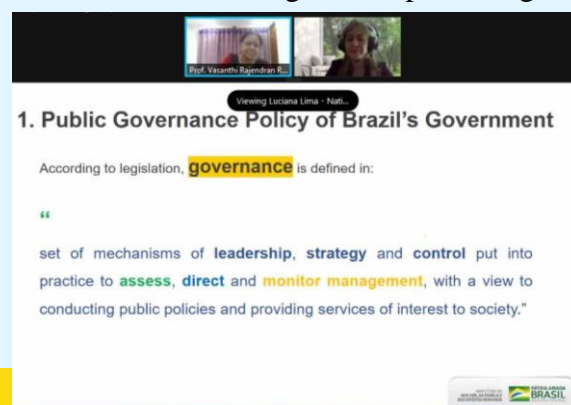 Prof. Vasanthi Rajendran R...
Viewing Luciana Lima - Nati...
1. Public Governance Policy of Brazil's Government
According to legislation, governance is defined in:
“
set of mechanisms of leadership, strategy and control put into
practice to assess, direct and monitor management, with a view to
conducting public policies and providing services of interest to society.”
PÁTRIA AMADA
BRASIL